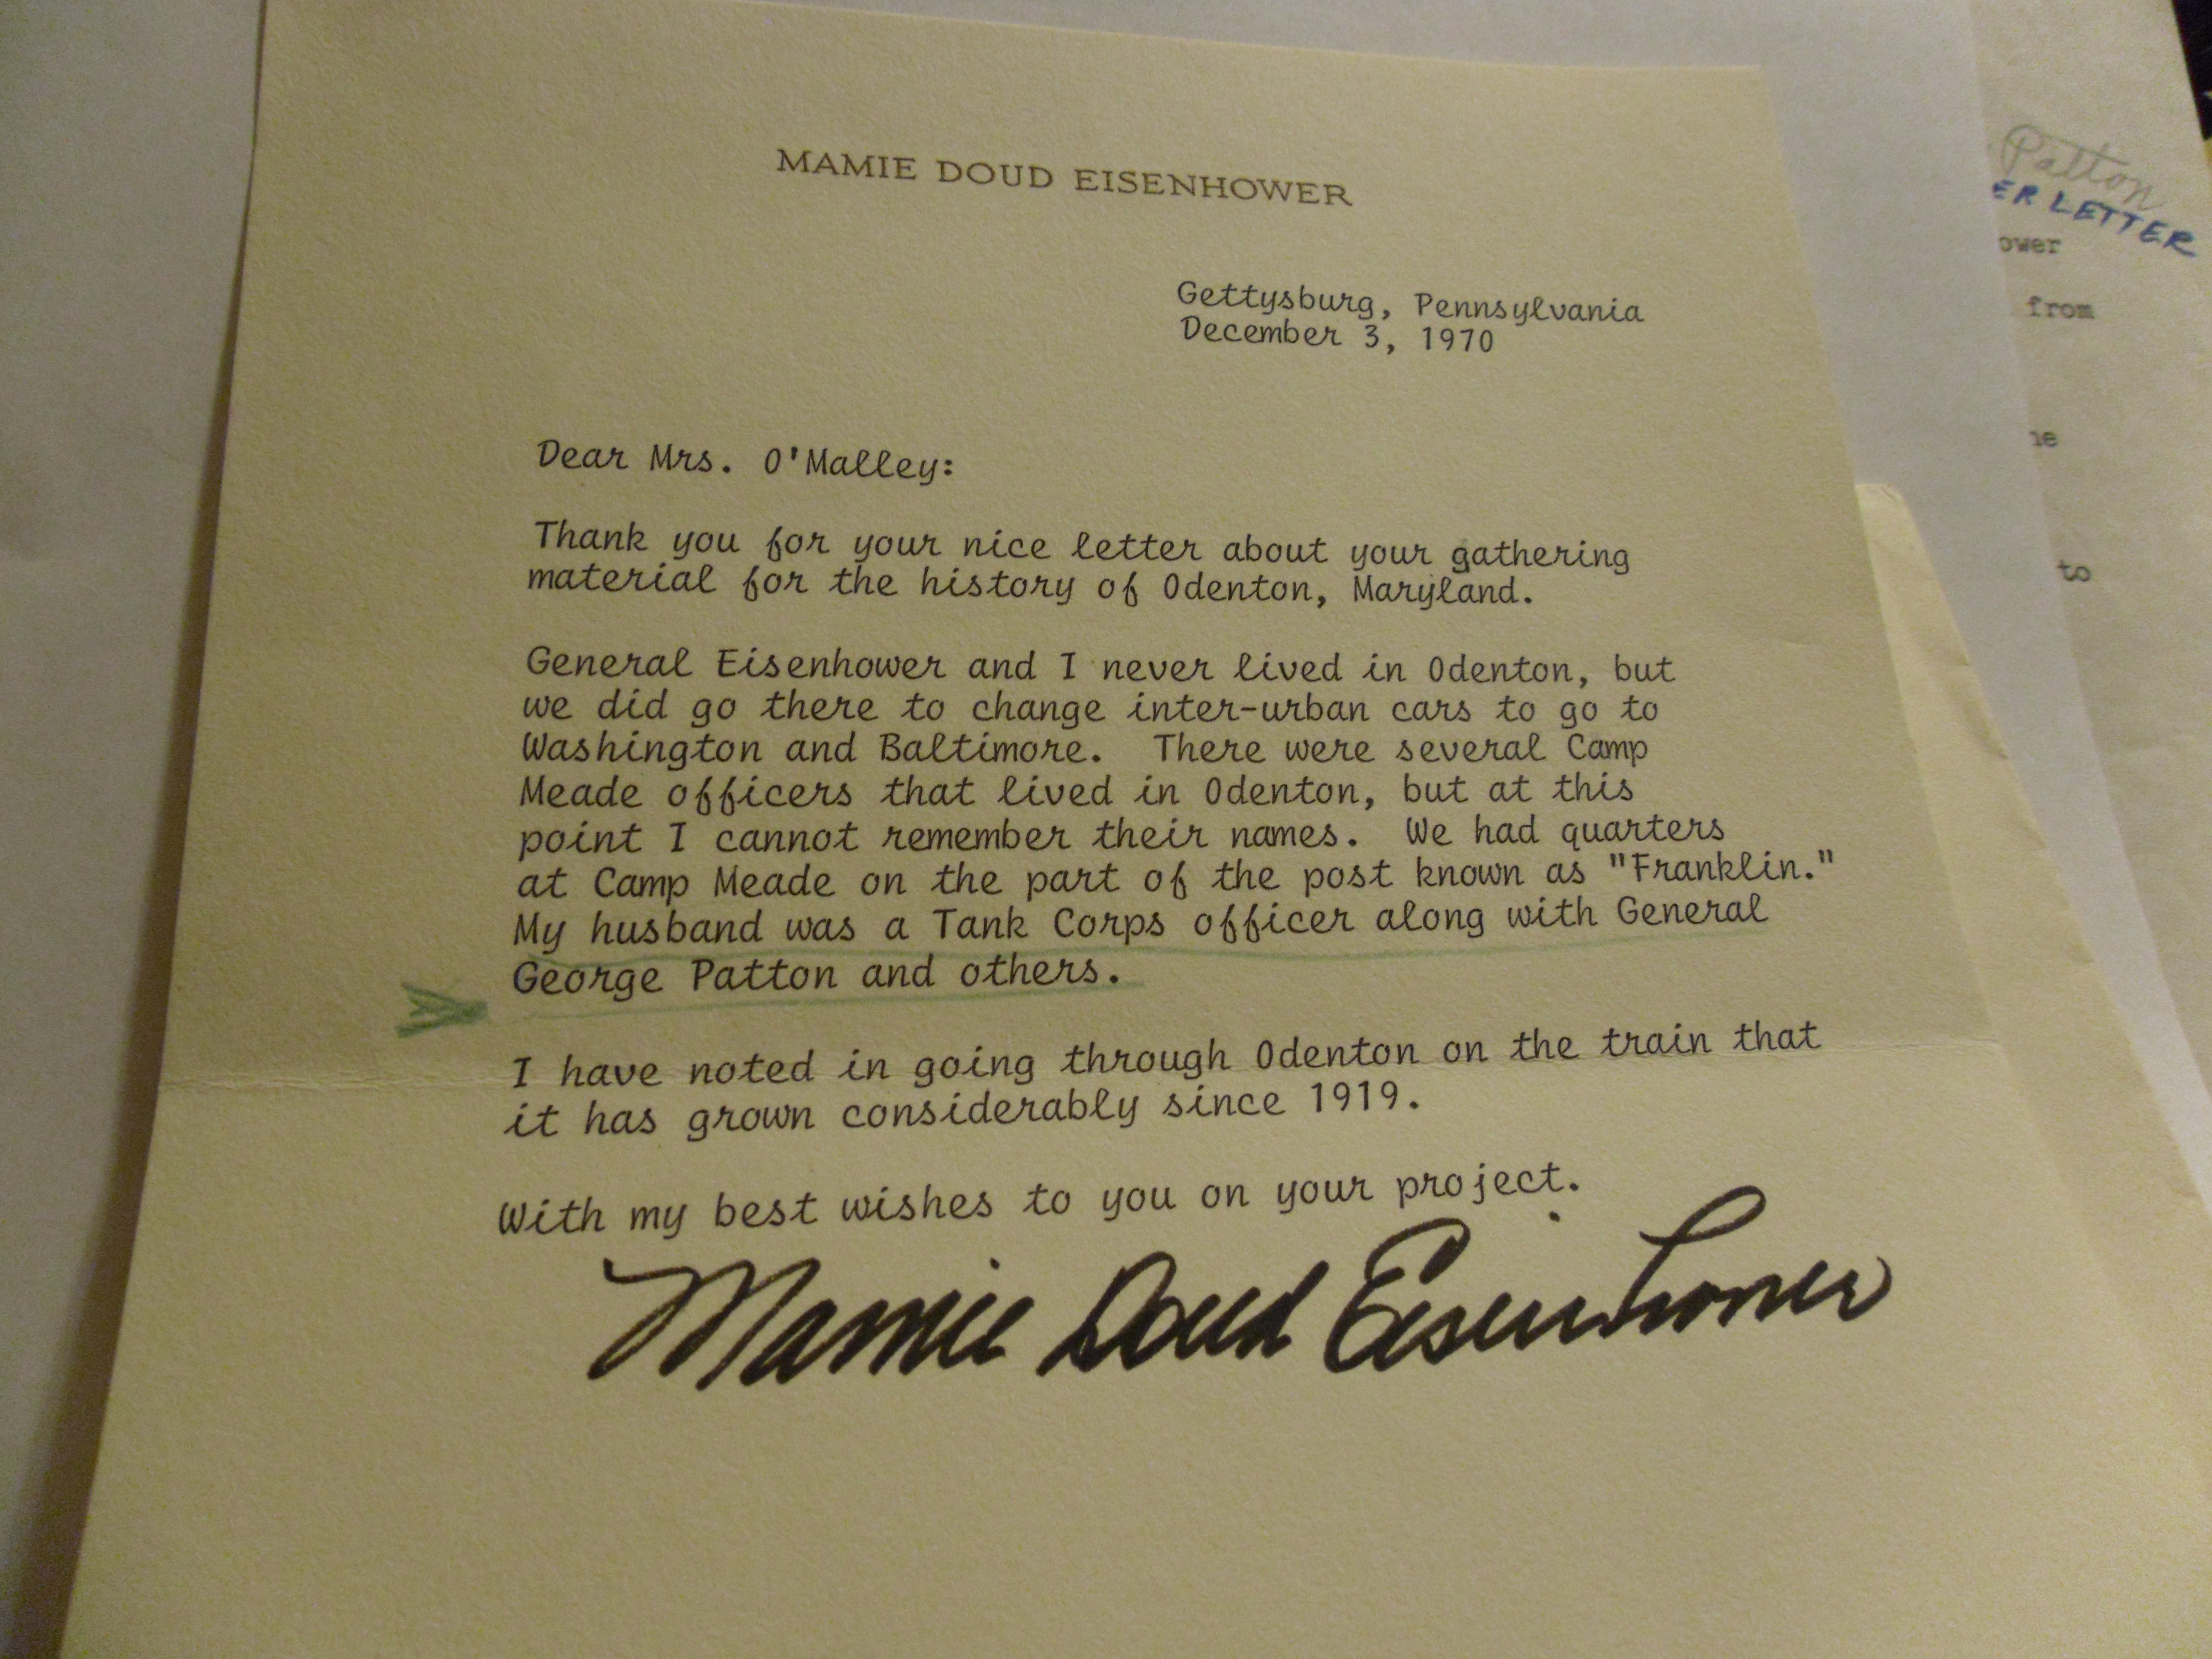 MAMIE DOUD EISENHOWER
Gettysburg, Pennsylvania
December 3, 1970
Dear Mrs. O'Malley:
Thank you for your nice letter about your gathering
material for the history of Odenton, Maryland.
General Eisenhower and I never lived in Odenton, but
we did go there to change inter-urban cars to go to
Washington and Baltimore. There were several Camp
Meade officers that lived in Odenton, but at this
point I cannot remember their names. We had quarters
at Camp Meade on the part of the post known as "Franklin."
My husband was a Tank Corps officer along with General
George Patton and others.
I have noted in going through Odenton on the train that
it has grown considerably since 1919.
With my best wishes to you on your project.
Mamie Doud Eisenhower
Patton
ER LETTER
ower
from
to